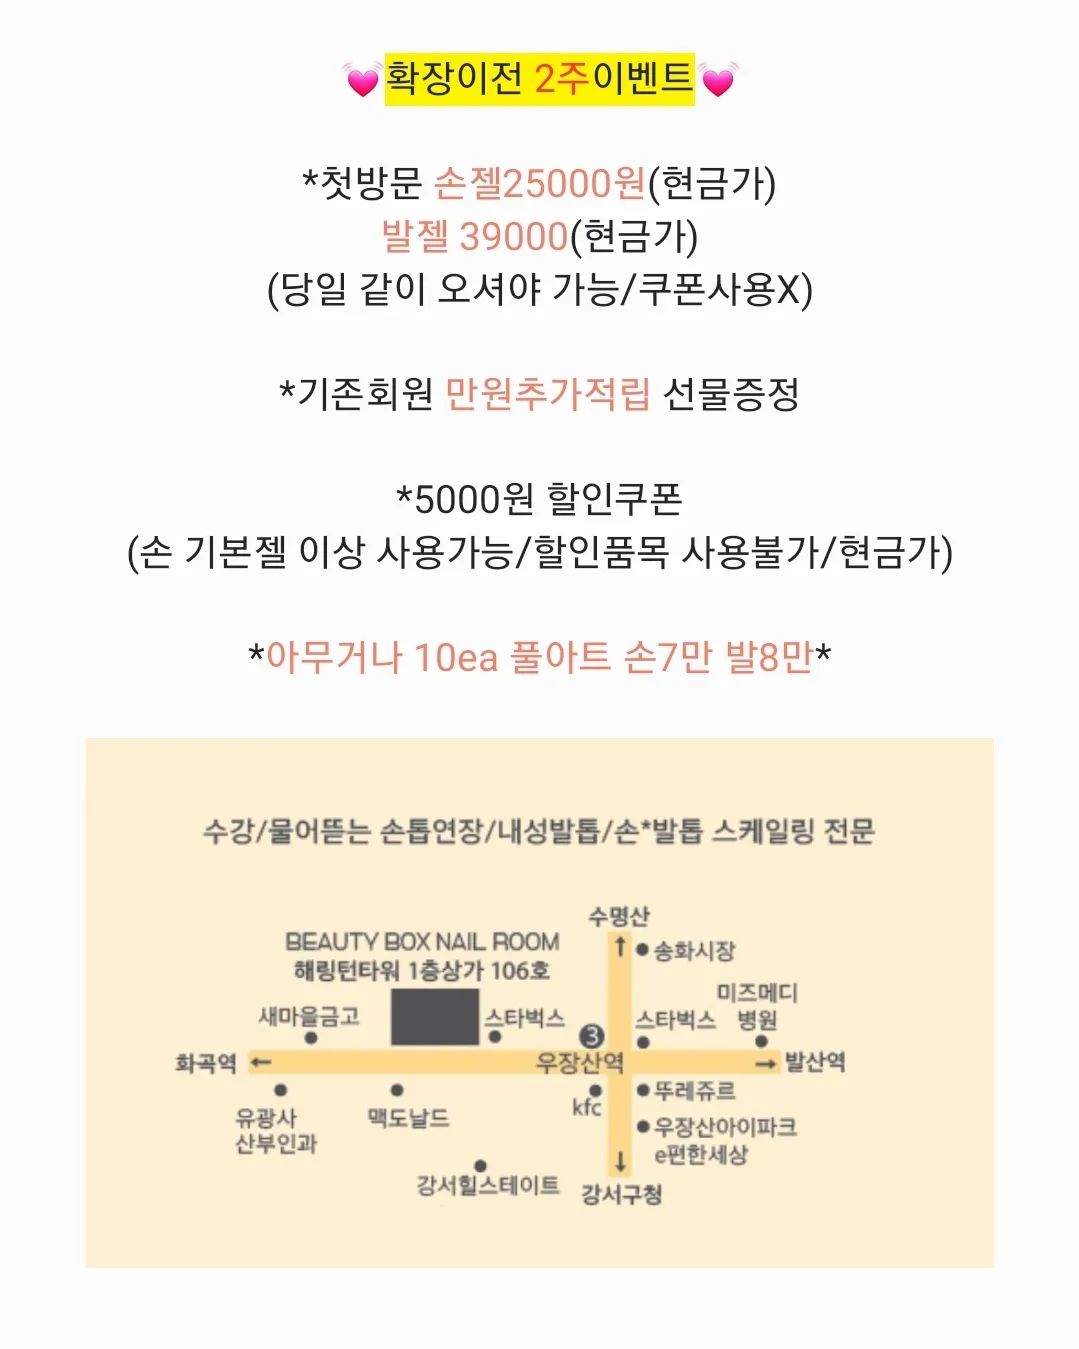 💓확장이전 2주이벤트💓
*첫방문 손젤25000원(현금가)
발젤 39000(현금가)
(당일 같이 오셔야 가능/쿠폰사용X)
*기존회원 만원추가적립 선물증정
*5000원 할인쿠폰
(손 기본젤 이상 사용가능/할인품목 사용불가/현금가)
*아무거나 10ea 풀아트 손7만 발8만*
수강/물어뜯는 손톱연장/내성발톱/손*발톱 스케일링 전문
수명산
↑
송화시장
BEAUTY BOX NAIL ROOM
해링턴타워 1층상가 106호
새마을금고
스타벅스
스타벅스
미즈메디
병원
3
화곡역 ←
우장산역
→ 발산역
유광사
산부인과
맥도날드
kfc
뚜레쥬르
우장산아이파크
e편한세상
강서힐스테이트
↓
강서구청